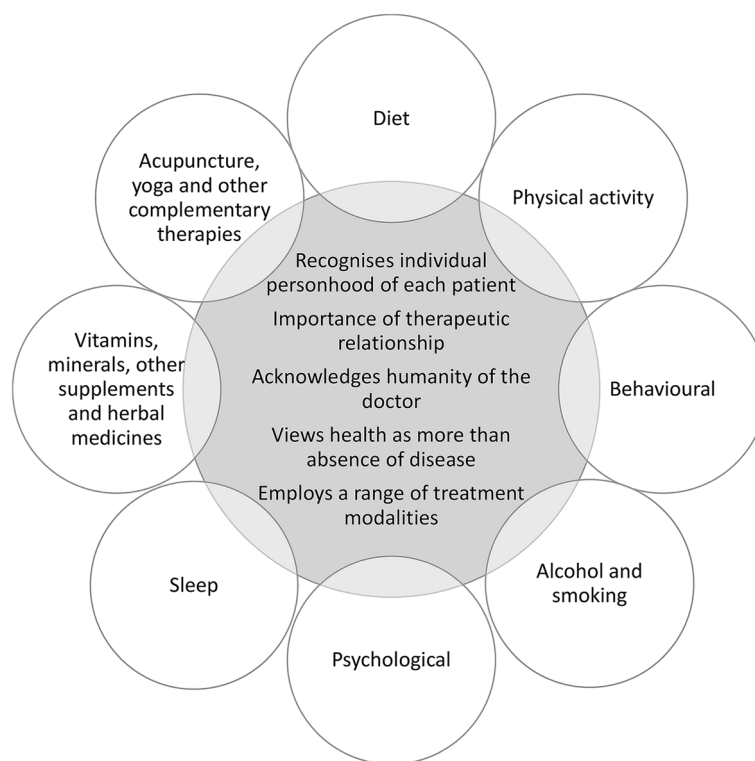 Diet
Acupuncture,
yoga and other
complementary
therapies
Physical activity
Recognises individual
personhood of each patient
Importance of therapeutic
relationship
Acknowledges humanity of the
doctor
Views health as more than
absence of disease
Employs a range of treatment
modalities
Vitamins,
minerals, other
supplements
and herbal
medicines
Behavioural
Sleep
Alcohol and
smoking
Psychological